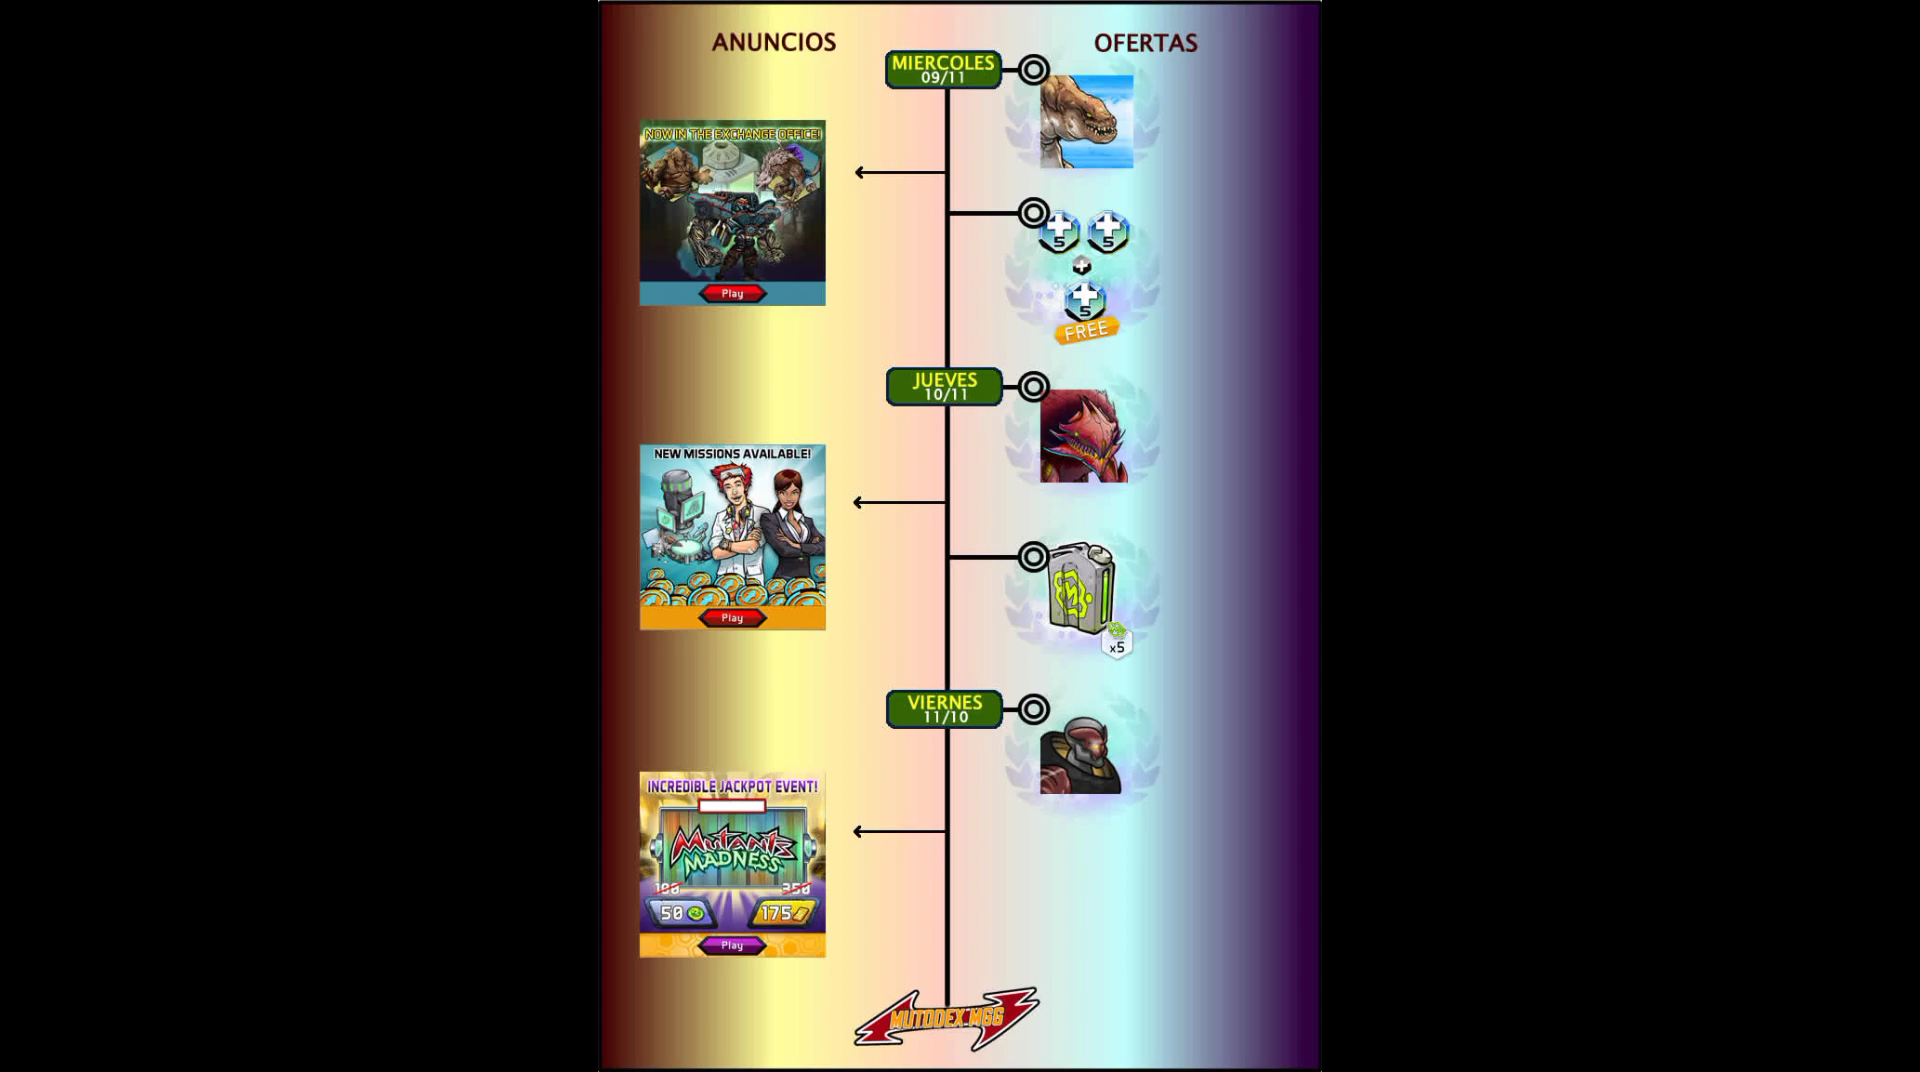 ANUNCIOS
OFERTAS
MIERCOLES
09/11
NOW IN THE EXCHANGE OFFICE!
Play
5
5
5
FREE
JUEVES
10/11
NEW MISSIONS AVAILABLE!
Play
x5
VIERNES
11/10
INCREDIBLE JACKPOT EVENT!
MUTANTS
MADNESS
100 350
50 175
Play
MUTODEX MGG